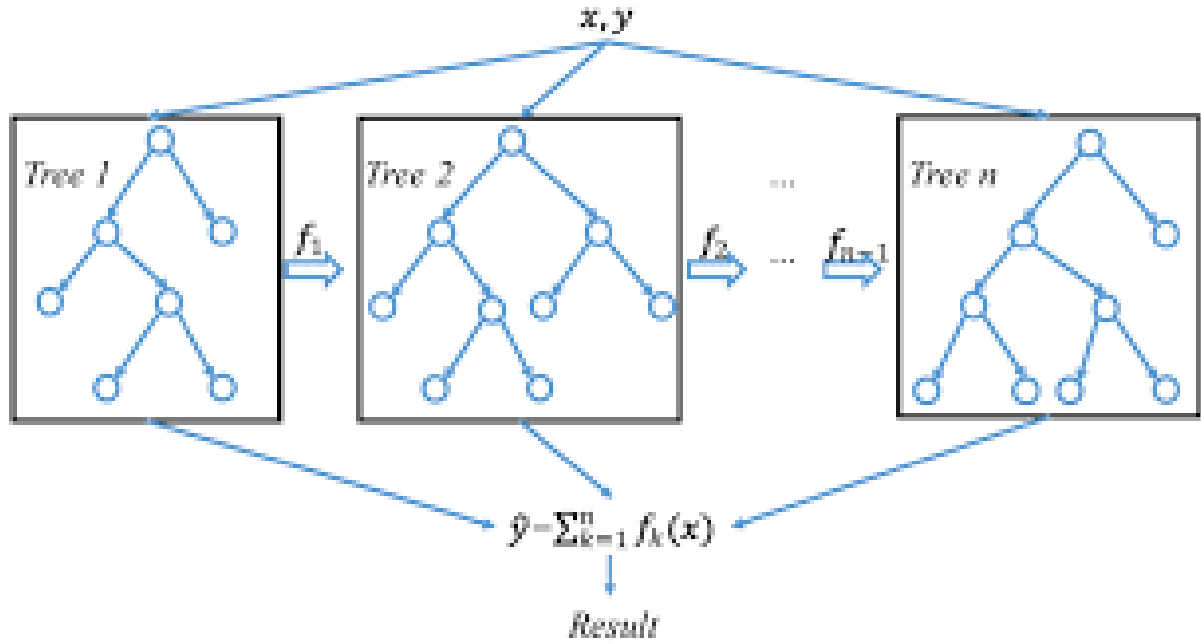 x, y
Tree 1
Tree 2
...
Tree n
f₁
f₂
...
fₙ₋₁
ŷ=∑ⁿₖ₌₁ fₖ(x)
Result